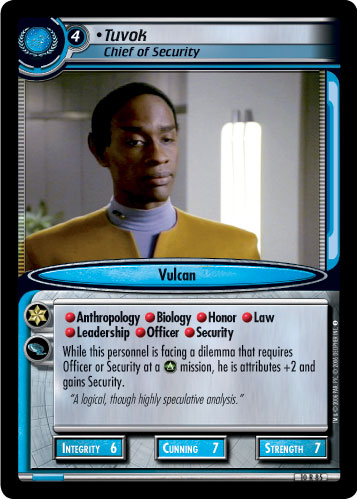 4
•Tuvok
Chief of Security
Vulcan
Anthropology Biology Honor Law
Leadership Officer Security
While this personnel is facing a dilemma that requires
Officer or Security at a mission, he is attributes +2 and
gains Security.
"A logical, though highly speculative analysis."
INTEGRITY 6 CUNNING 7 STRENGTH 7
10 R 85